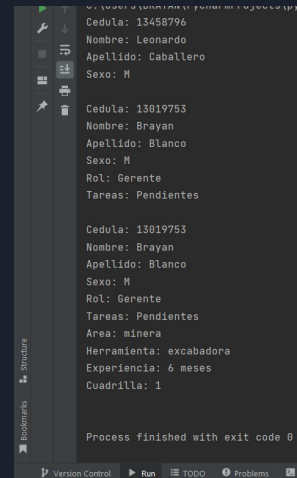 Cedula: 13458796
Nombre: Leonardo
Apellido: Caballero
Sexo: M
Cedula: 13019753
Nombre: Brayan
Apellido: Blanco
Sexo: M
Rol: Gerente
Tareas: Pendientes
Cedula: 13019753
Nombre: Brayan
Apellido: Blanco
Sexo: M
Rol: Gerente
Tareas: Pendientes
Area: minera
Herramienta: excabadora
Experiencia: 6 meses
Cuadrilla: 1
Process finished with exit code 0
Structure
Bookmarks
Version Control Run TODO Problems